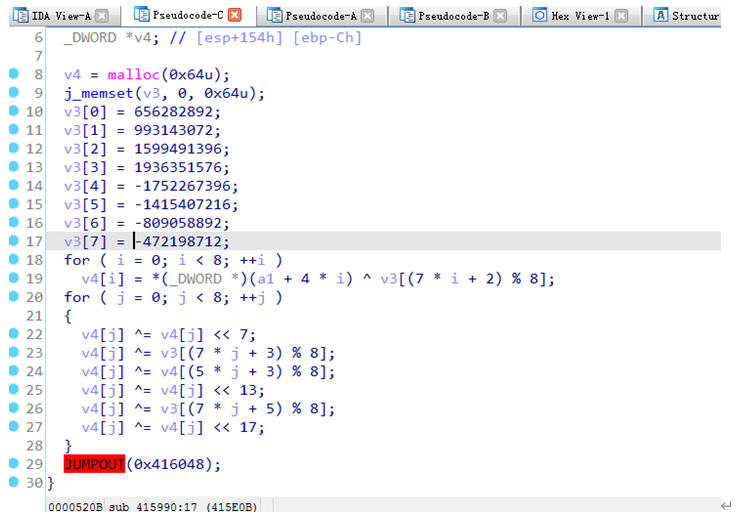 IDA View-A Pseudocode-C Pseudocode-A Pseudocode-B Hex View-1 Structur
6 _DWORD *v4; // [esp+154h] [ebp-Ch]
7
8 v4 = malloc(0x64u);
9 j_memset(v3, 0, 0x64u);
10 v3[0] = 656282892;
11 v3[1] = 993143072;
12 v3[2] = 1599491396;
13 v3[3] = 1936351576;
14 v3[4] = -1752267396;
15 v3[5] = -1415407216;
16 v3[6] = -809058892;
17 v3[7] = -472198712;
18 for ( i = 0; i < 8; ++i )
19 v4[i] = *(_DWORD *)(a1 + 4 * i) ^ v3[(7 * i + 2) % 8];
20 for ( j = 0; j < 8; ++j )
21 {
22 v4[j] ^= v4[j] << 7;
23 v4[j] ^= v3[(7 * j + 3) % 8];
24 v4[j] ^= v4[(5 * j + 3) % 8];
25 v4[j] ^= v4[j] << 13;
26 v4[j] ^= v3[(7 * j + 5) % 8];
27 v4[j] ^= v4[j] << 17;
28 }
29 JUMPOUT(0x416048);
30 }
0000520B sub 415990:17 (415E0B)